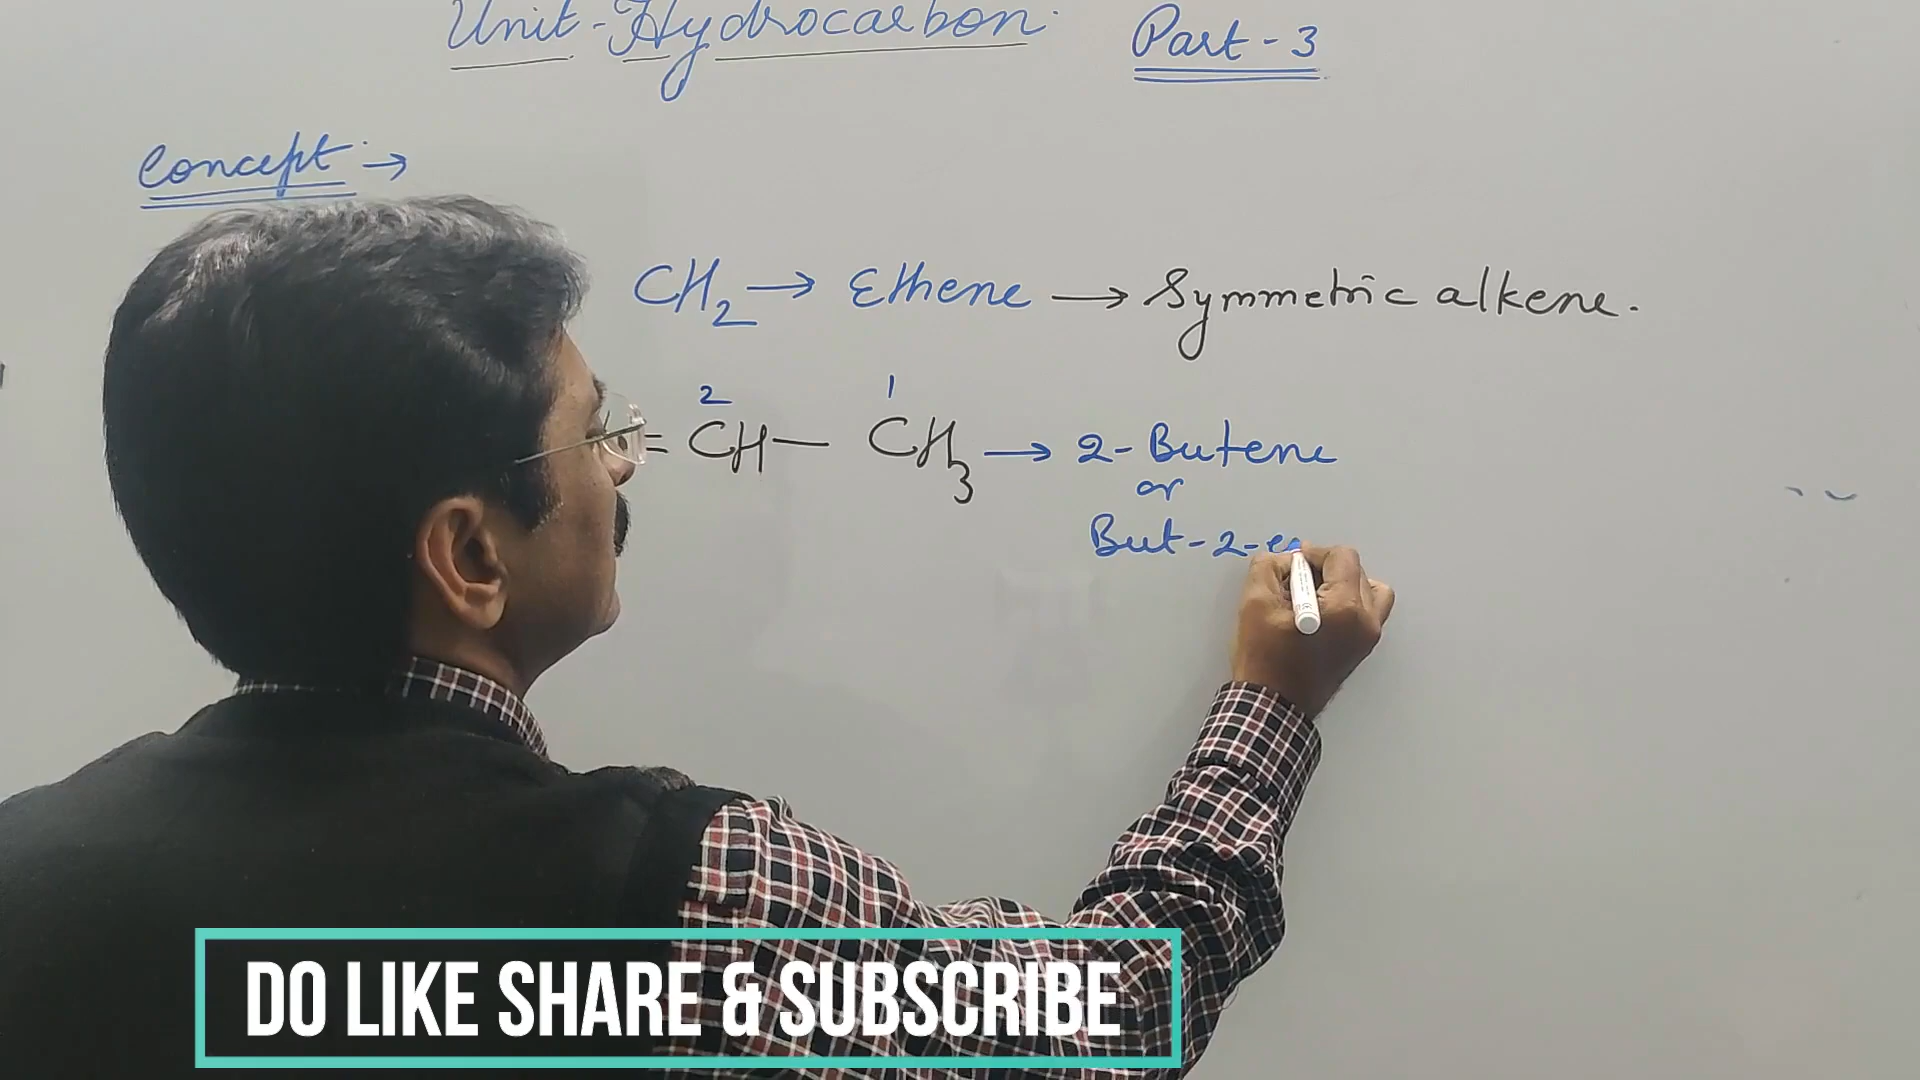 Unit-Hydrocarbon. Part-3
Concept →
CH₂ → Ethene → Symmetric alkene.
2 1
= CH — CH₃ → 2-Butene
or
But-2-e
DO LIKE SHARE & SUBSCRIBE